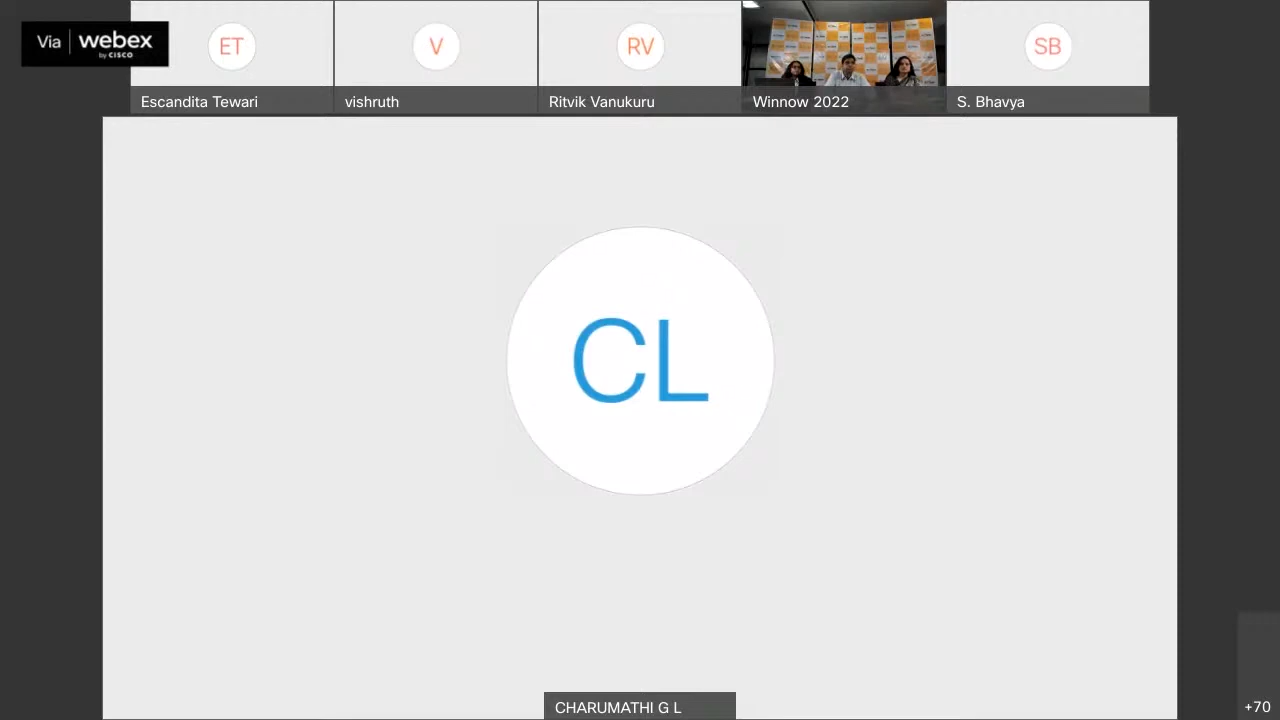 Via webex
by CISCO
ET
V
RV
SB
Escandita Tewari
vishruth
Ritvik Vanukuru
Winnow 2022
S. Bhavya
CL
CHARUMATHI G L
+70